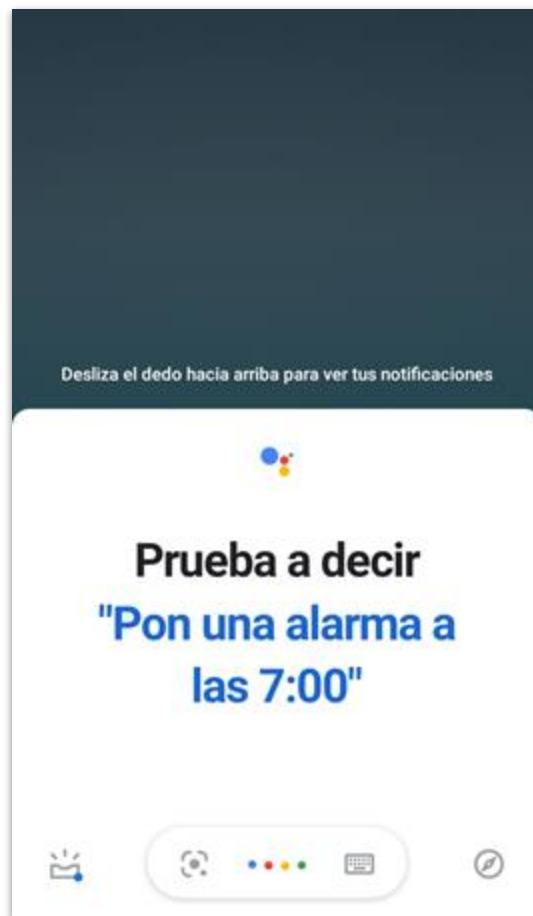 Desliza el dedo hacia arriba para ver tus notificaciones
Prueba a decir
"Pon una alarma a
las 7:00"